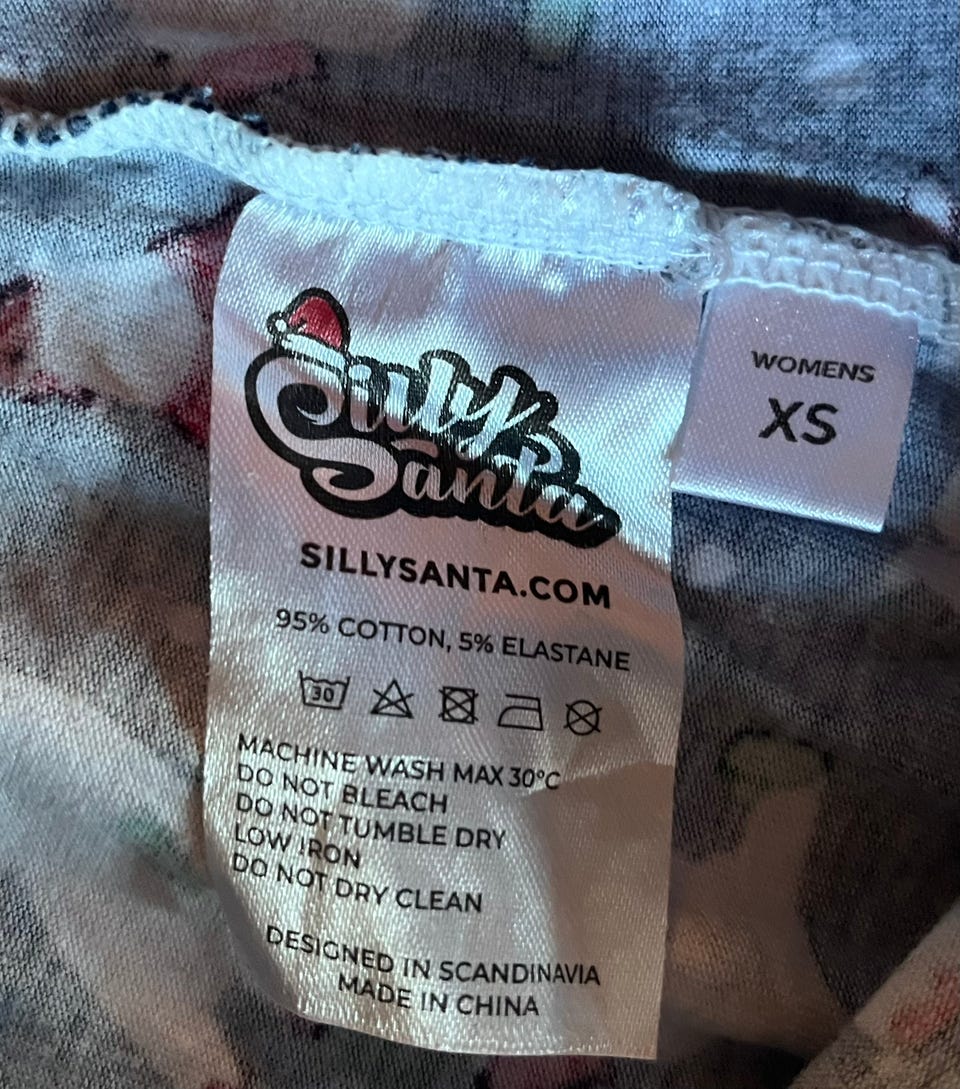 Silly
Santa
SILLYSANTA.COM
95% COTTON, 5% ELASTANE
30
MACHINE WASH MAX 30°C
DO NOT BLEACH
DO NOT TUMBLE DRY
LOW IRON
DO NOT DRY CLEAN
DESIGNED IN SCANDINAVIA
MADE IN CHINA
WOMENS
XS